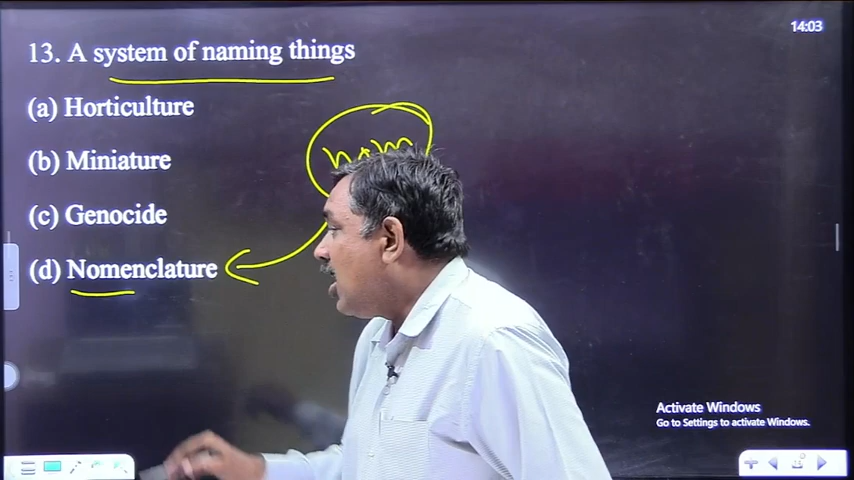 14:03
13. A system of naming things
(a) Horticulture
(b) Miniature
(c) Genocide
(d) Nomenclature
Activate Windows
Go to Settings to activate Windows.